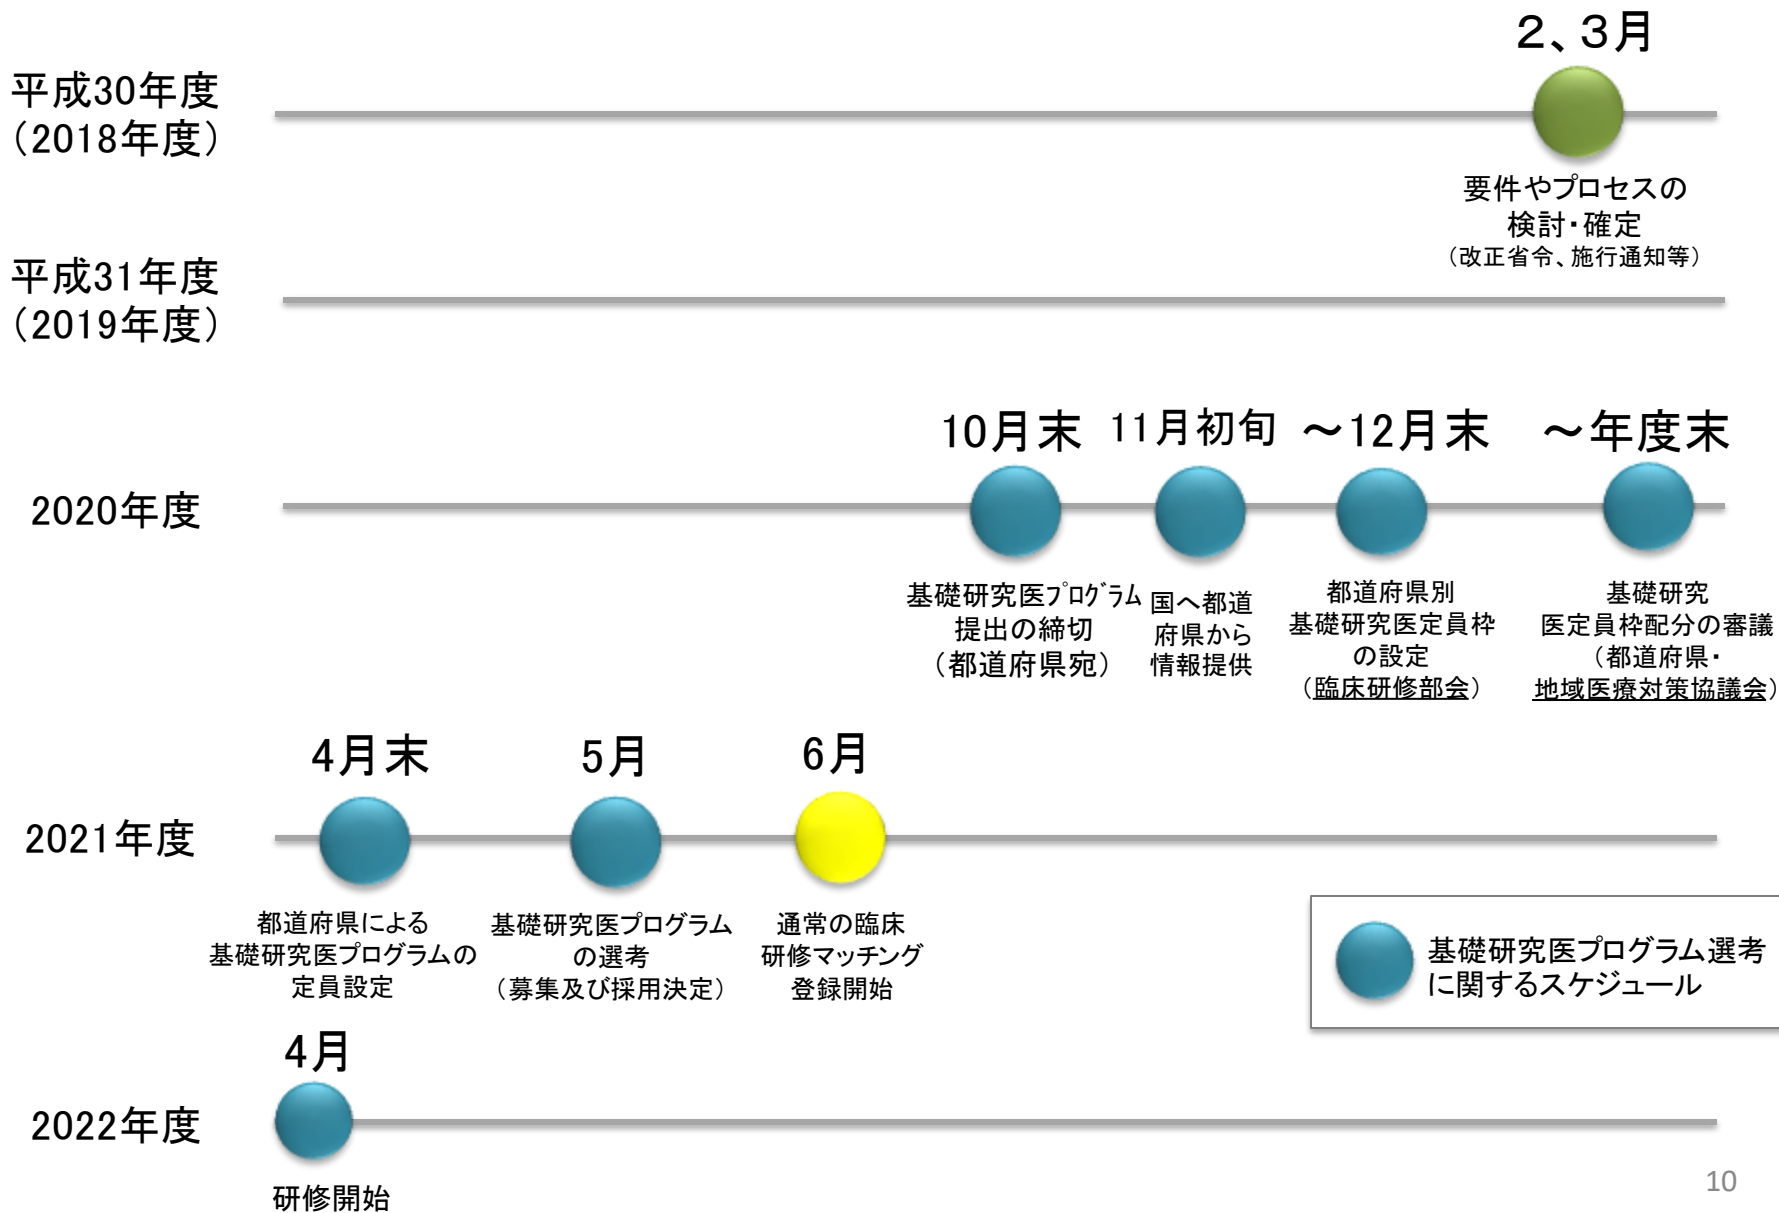 2、3月
平成30年度
（2018年度）
要件やプロセスの
検討・確定
（改正省令、施行通知等）
平成31年度
（2019年度）
10月末
11月初旬
～12月末
～年度末
2020年度
基礎研究医ﾌﾟﾛｸﾞﾗﾑ
提出の締切
（都道府県宛）
国へ都道
府県から
情報提供
都道府県別
基礎研究医定員枠
の設定
（臨床研修部会）
基礎研究
医定員枠配分の審議
（都道府県・
地域医療対策協議会）
4月末
5月
6月
2021年度
都道府県による
基礎研究医プログラムの
定員設定
基礎研究医プログラム
の選考
（募集及び採用決定）
通常の臨床
研修マッチング
登録開始
基礎研究医プログラム選考
に関するスケジュール
4月
2022年度
研修開始
10